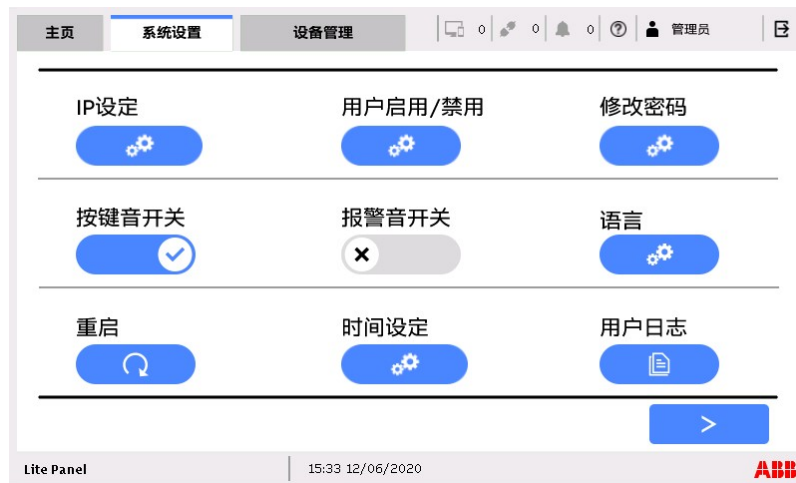 主页 系统设置 设备管理 0 0 0 管理员
IP设定 用户启用/禁用 修改密码
按键音开关 报警音开关 语言
重启 时间设定 用户日志
>
Lite Panel 15:33 12/06/2020 ABB